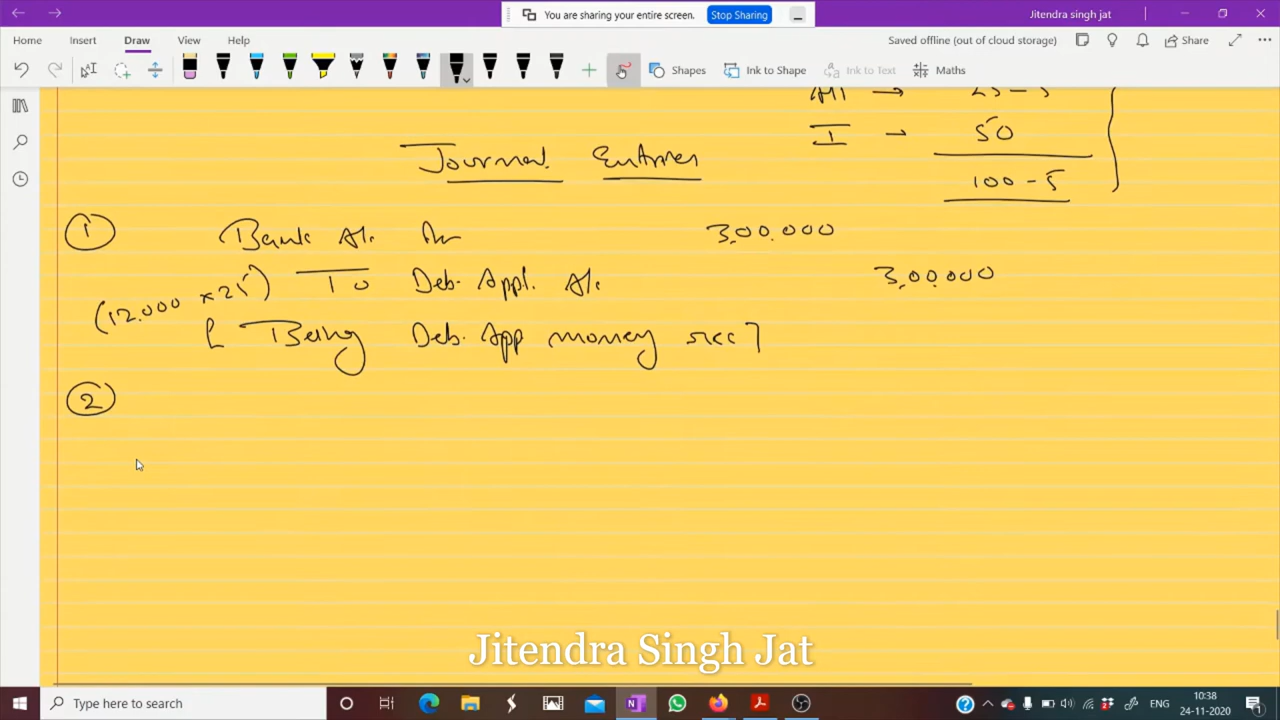 You are sharing your entire screen. Stop Sharing
Jitendra singh jat
Home Insert Draw View Help
Saved offline (out of cloud storage) Share
Shapes Ink to Shape Ink to Text Maths
I → 50
100 - 5
Journal Entries
1 Bank A/c Dr 3,00,000
(12,000 × 25) To Deb. Appl. A/c 3,00,000
[ Being Deb. App money rec ]
2
Jitendra Singh Jat
Type here to search
ENG
10:38
24-11-2020